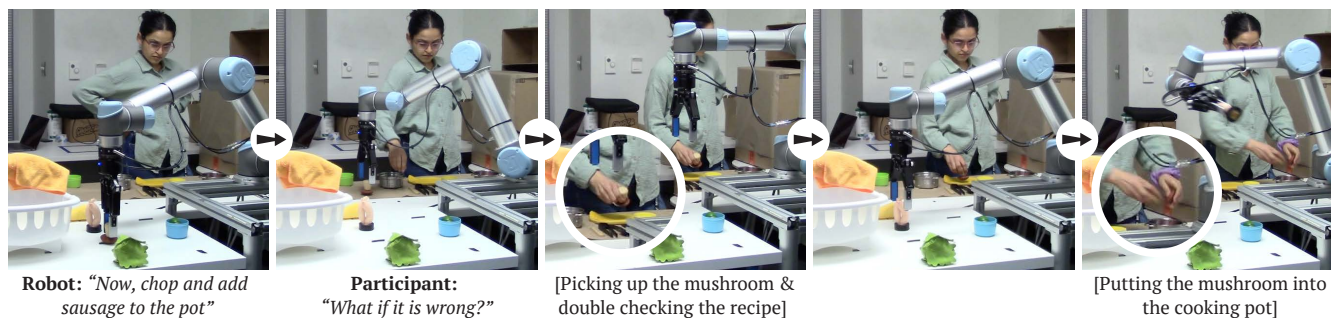 Robot: “Now, chop and add
sausage to the pot”
Participant:
“What if it is wrong?”
[Picking up the mushroom &
double checking the recipe]
[Putting the mushroom into
the cooking pot]